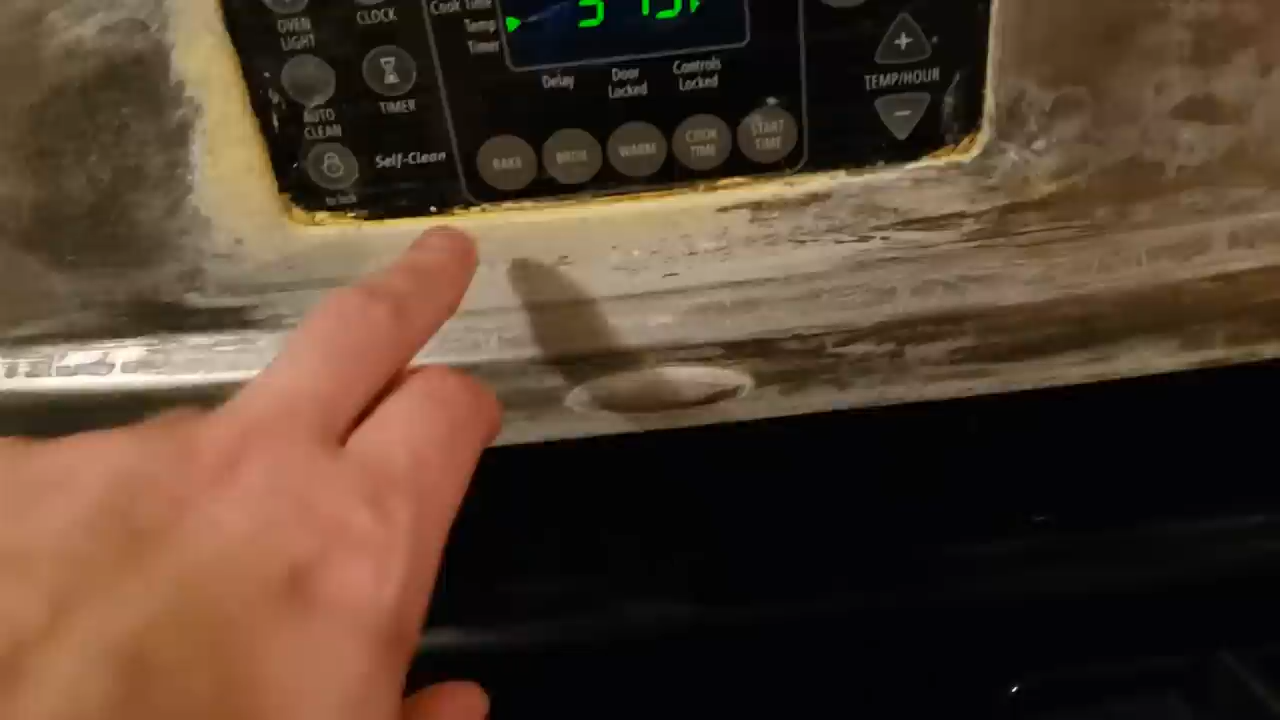 OVEN
LIGHT
CLOCK
Cook Time
Temp
Timer
Delay
Door
Locked
Controls
Locked
TEMP/HOUR
+
-
AUTO
CLEAN
TIMER
Self-Clean
BAKE
BROIL
WARM
COOK
TIME
START
TIME